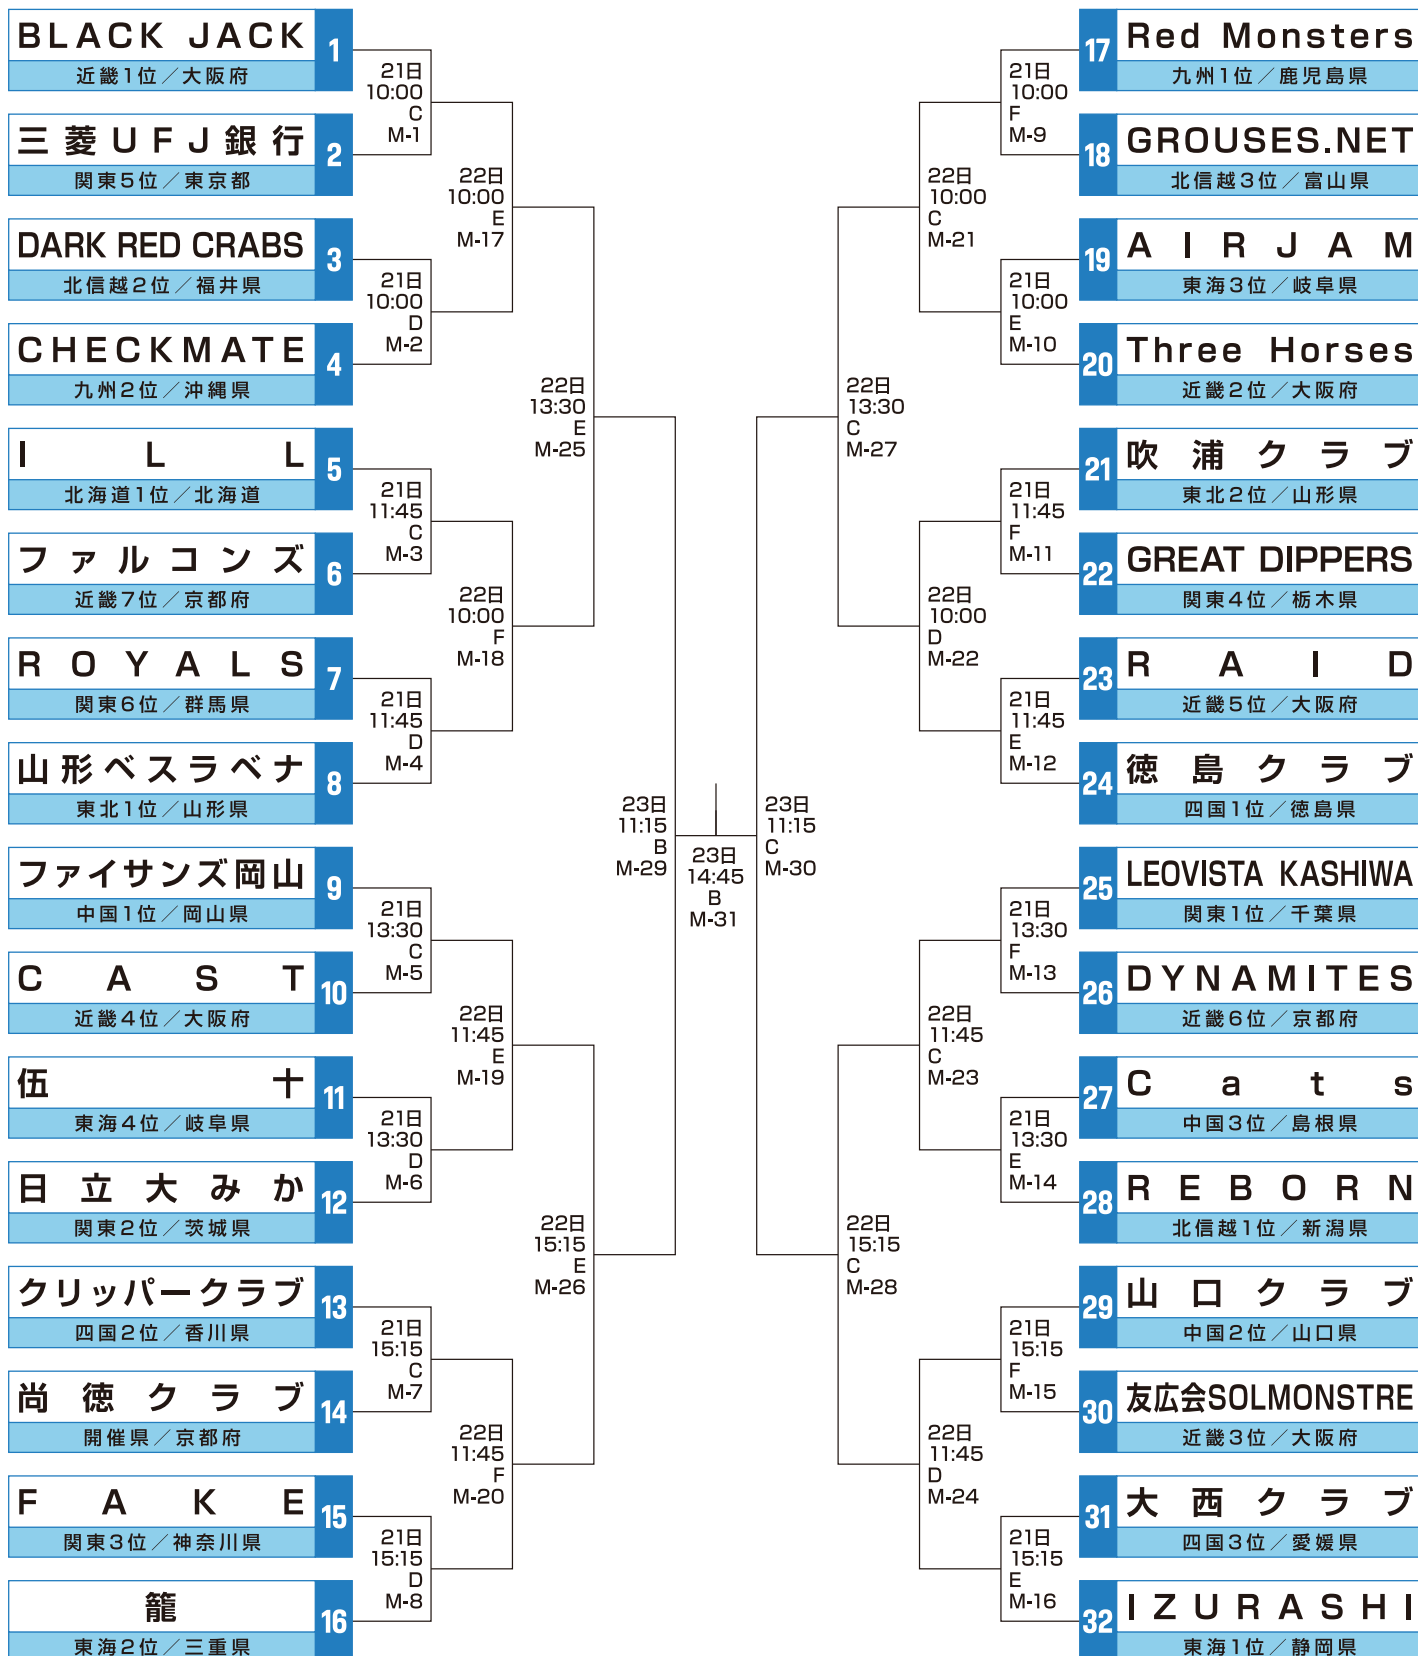 BLACK JACK
1
近畿1位／大阪府
三菱UFJ銀行
2
関東5位／東京都
DARK RED CRABS
3
北信越2位／福井県
CHECKMATE
4
九州2位／沖縄県
ILL
5
北海道1位／北海道
ファルコンズ
6
近畿7位／京都府
ROYALS
7
関東6位／群馬県
山形ベスラベナ
8
東北1位／山形県
ファイサンズ岡山
9
中国1位／岡山県
CAST
10
近畿4位／大阪府
伍十
11
東海4位／岐阜県
日立大みか
12
関東2位／茨城県
クリッパークラブ
13
四国2位／香川県
尚徳クラブ
14
開催県／京都府
FAKE
15
関東3位／神奈川県
籠
16
東海2位／三重県
21日
10:00
C
M-1
21日
10:00
D
M-2
21日
11:45
C
M-3
21日
11:45
D
M-4
21日
13:30
C
M-5
21日
13:30
D
M-6
21日
15:15
C
M-7
21日
15:15
D
M-8
22日
10:00
E
M-17
22日
10:00
F
M-18
22日
11:45
E
M-19
22日
11:45
F
M-20
22日
13:30
E
M-25
22日
15:15
E
M-26
23日
11:15
B
M-29
23日
14:45
B
M-31
23日
11:15
C
M-30
22日
13:30
C
M-27
22日
15:15
C
M-28
22日
10:00
C
M-21
22日
10:00
D
M-22
22日
11:45
C
M-23
22日
11:45
D
M-24
21日
10:00
F
M-9
21日
10:00
E
M-10
21日
11:45
F
M-11
21日
11:45
E
M-12
21日
13:30
F
M-13
21日
13:30
E
M-14
21日
15:15
F
M-15
21日
15:15
E
M-16
17
Red Monsters
九州1位／鹿児島県
18
GROUSES.NET
北信越3位／富山県
19
AIRJAM
東海3位／岐阜県
20
Three Horses
近畿2位／大阪府
21
吹浦クラブ
東北2位／山形県
22
GREAT DIPPERS
関東4位／栃木県
23
RAID
近畿5位／大阪府
24
徳島クラブ
四国1位／徳島県
25
LEOVISTA KASHIWA
関東1位／千葉県
26
DYNAMITES
近畿6位／京都府
27
Cats
中国3位／島根県
28
REBORN
北信越1位／新潟県
29
山口クラブ
中国2位／山口県
30
友広会SOLMONSTRE
近畿3位／大阪府
31
大西クラブ
四国3位／愛媛県
32
IZURASHI
東海1位／静岡県